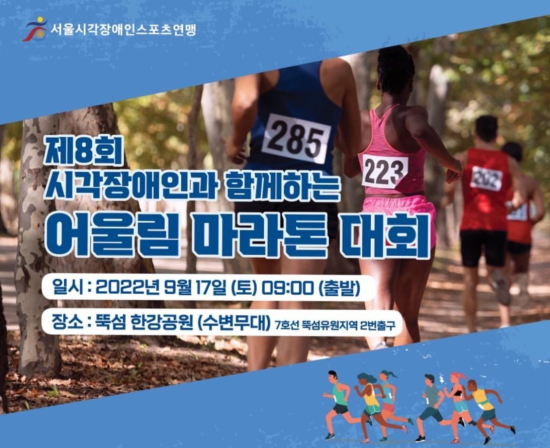 서울시각장애인스포츠연맹
285
223
202
제8회
시각장애인과 함께하는
어울림 마라톤 대회
일시 : 2022년 9월 17일 (토) 09:00 (출발)
장소 : 뚝섬 한강공원 (수변무대) 7호선 뚝섬유원지역 2번출구